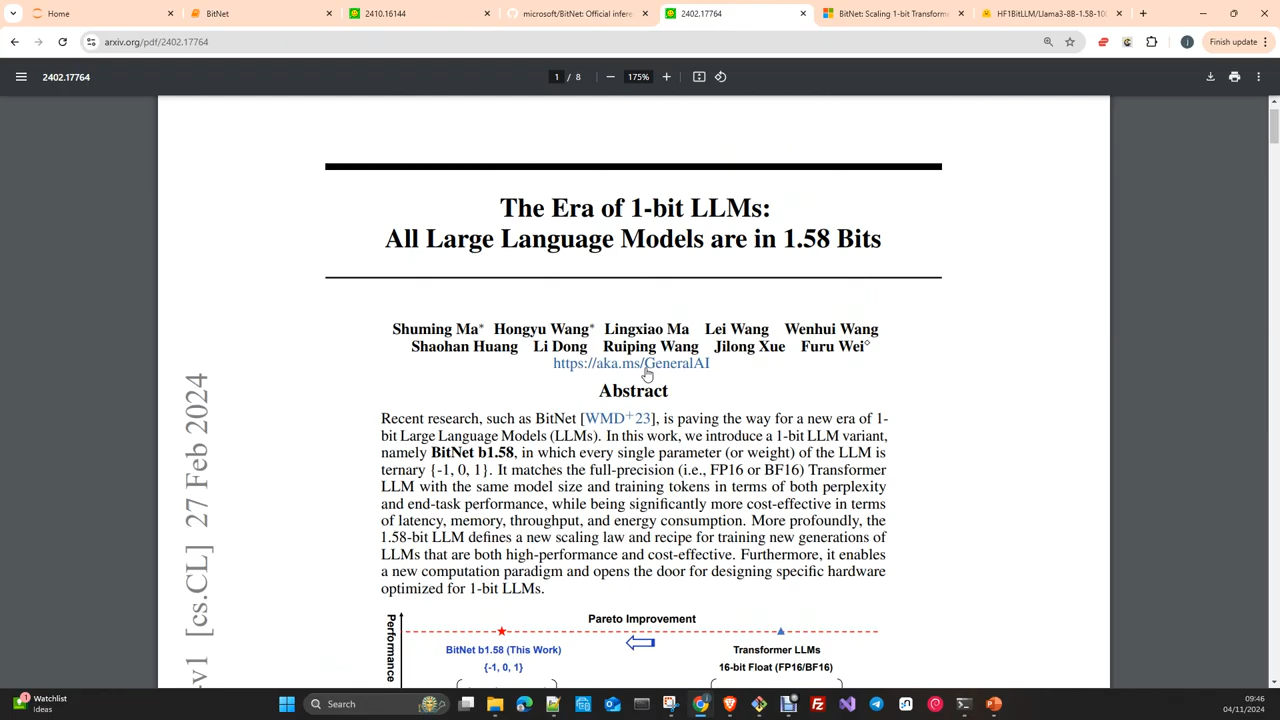 Home
BitNet
2410.16144
microsoft/BitNet: Official infere
2402.17764
BitNet: Scaling 1-bit Transform
HF1BitLLM/Llama3-8B-1.58-10
arxiv.org/pdf/2402.17764
Finish update
2402.17764
1 / 8
175%
The Era of 1-bit LLMs:
All Large Language Models are in 1.58 Bits
Shuming Ma* Hongyu Wang* Lingxiao Ma Lei Wang Wenhui Wang
Shaohan Huang Li Dong Ruiping Wang Jilong Xue Furu Wei◇
https://aka.ms/GeneralAI
Abstract
Recent research, such as BitNet [WMD+23], is paving the way for a new era of 1-
bit Large Language Models (LLMs). In this work, we introduce a 1-bit LLM variant,
namely BitNet b1.58, in which every single parameter (or weight) of the LLM is
ternary {-1, 0, 1}. It matches the full-precision (i.e., FP16 or BF16) Transformer
LLM with the same model size and training tokens in terms of both perplexity
and end-task performance, while being significantly more cost-effective in terms
of latency, memory, throughput, and energy consumption. More profoundly, the
1.58-bit LLM defines a new scaling law and recipe for training new generations of
LLMs that are both high-performance and cost-effective. Furthermore, it enables
a new computation paradigm and opens the door for designing specific hardware
optimized for 1-bit LLMs.
-v1 [cs.CL] 27 Feb 2024
Performance
Pareto Improvement
BitNet b1.58 (This Work)
{-1, 0, 1}
Transformer LLMs
16-bit Float (FP16/BF16)
1
Watchlist
Ideas
Search
09:46
04/11/2024